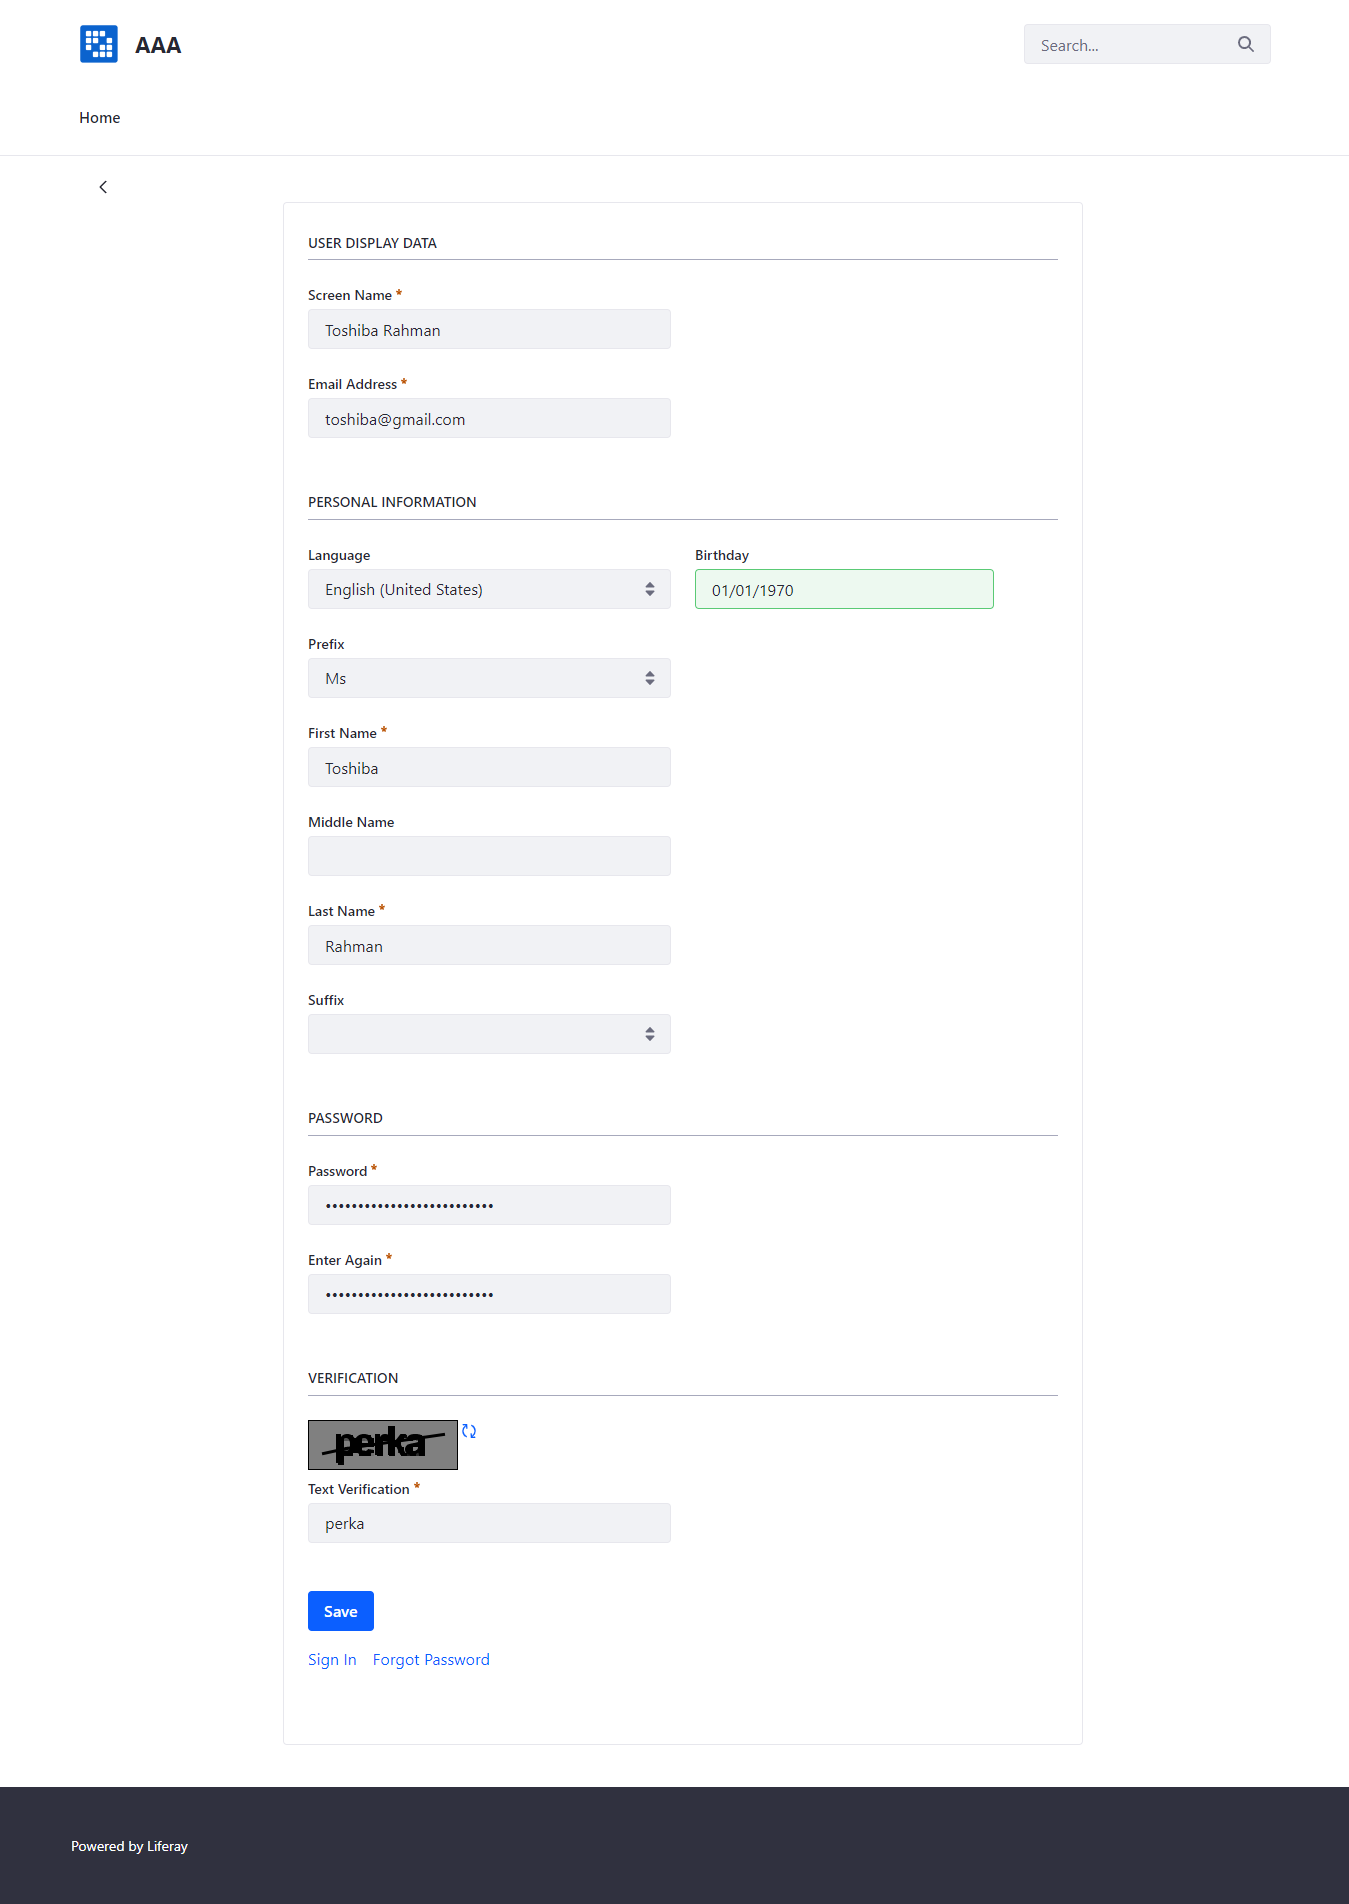 AAA
Search...
Home
USER DISPLAY DATA
Screen Name *
Toshiba Rahman
Email Address *
toshiba@gmail.com
PERSONAL INFORMATION
Language
Birthday
English (United States)
01/01/1970
Prefix
Ms
First Name *
Toshiba
Middle Name
Last Name *
Rahman
Suffix
PASSWORD
Password *
••••••••••••••••••••••••••
Enter Again *
••••••••••••••••••••••••••
VERIFICATION
perka
Text Verification *
perka
Save
Sign In Forgot Password
Powered by Liferay